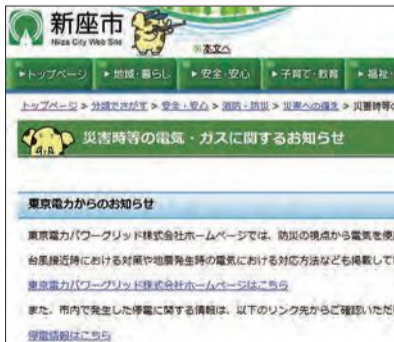 新座市
Niiza City Web Site
本文へ
トップページ
地域・暮らし
安全・安心
子育て・教育
福祉・
トップページ > 分類でさがす > 安全・安心 > 消防・防災 > 災害への備え > 災害時等の
災害時等の電気・ガスに関するお知らせ
東京電力からのお知らせ
東京電力パワーグリッド株式会社ホームページでは、防災の視点から電気を使
台風接近時における対策や地震発生時の電気における対応方法なども掲載して
東京電力パワーグリッド株式会社ホームページはこちら
また、市内で発生した停電に関する情報は、以下のリンク先からご確認いただ
停電情報はこちら